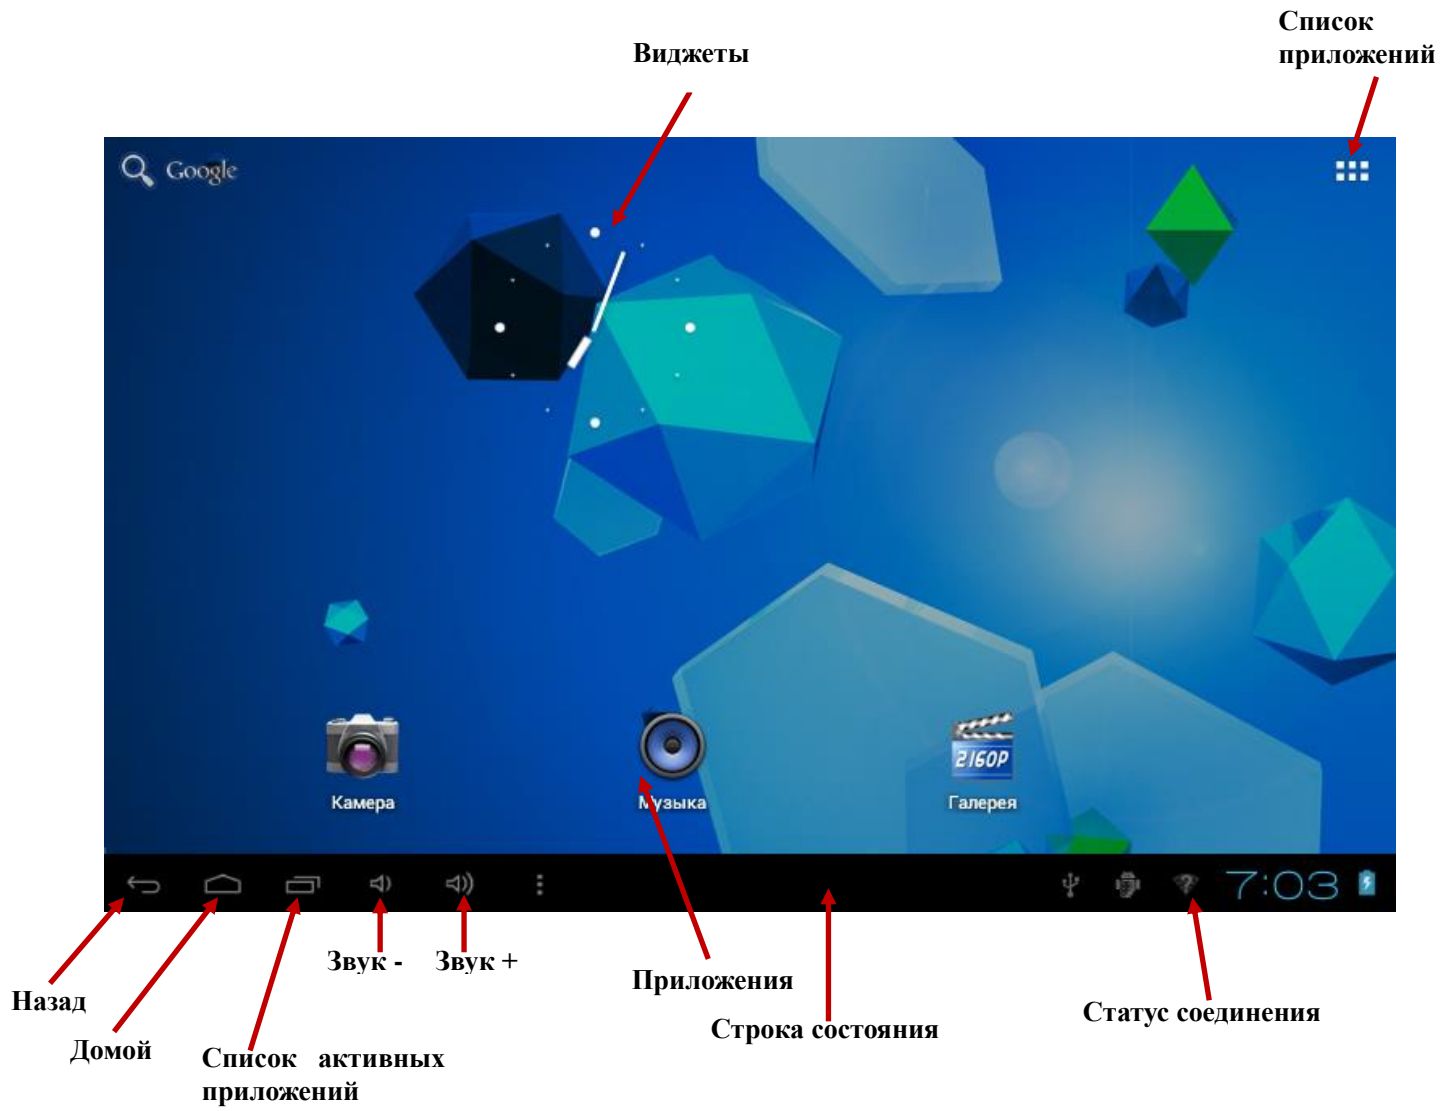 Список
приложений
Виджеты
Google
2160P
Камера
Музыка
Галерея
7:03
Звук -
Звук +
Приложения
Назад
Статус соединения
Строка состояния
Домой
Список активных
приложений